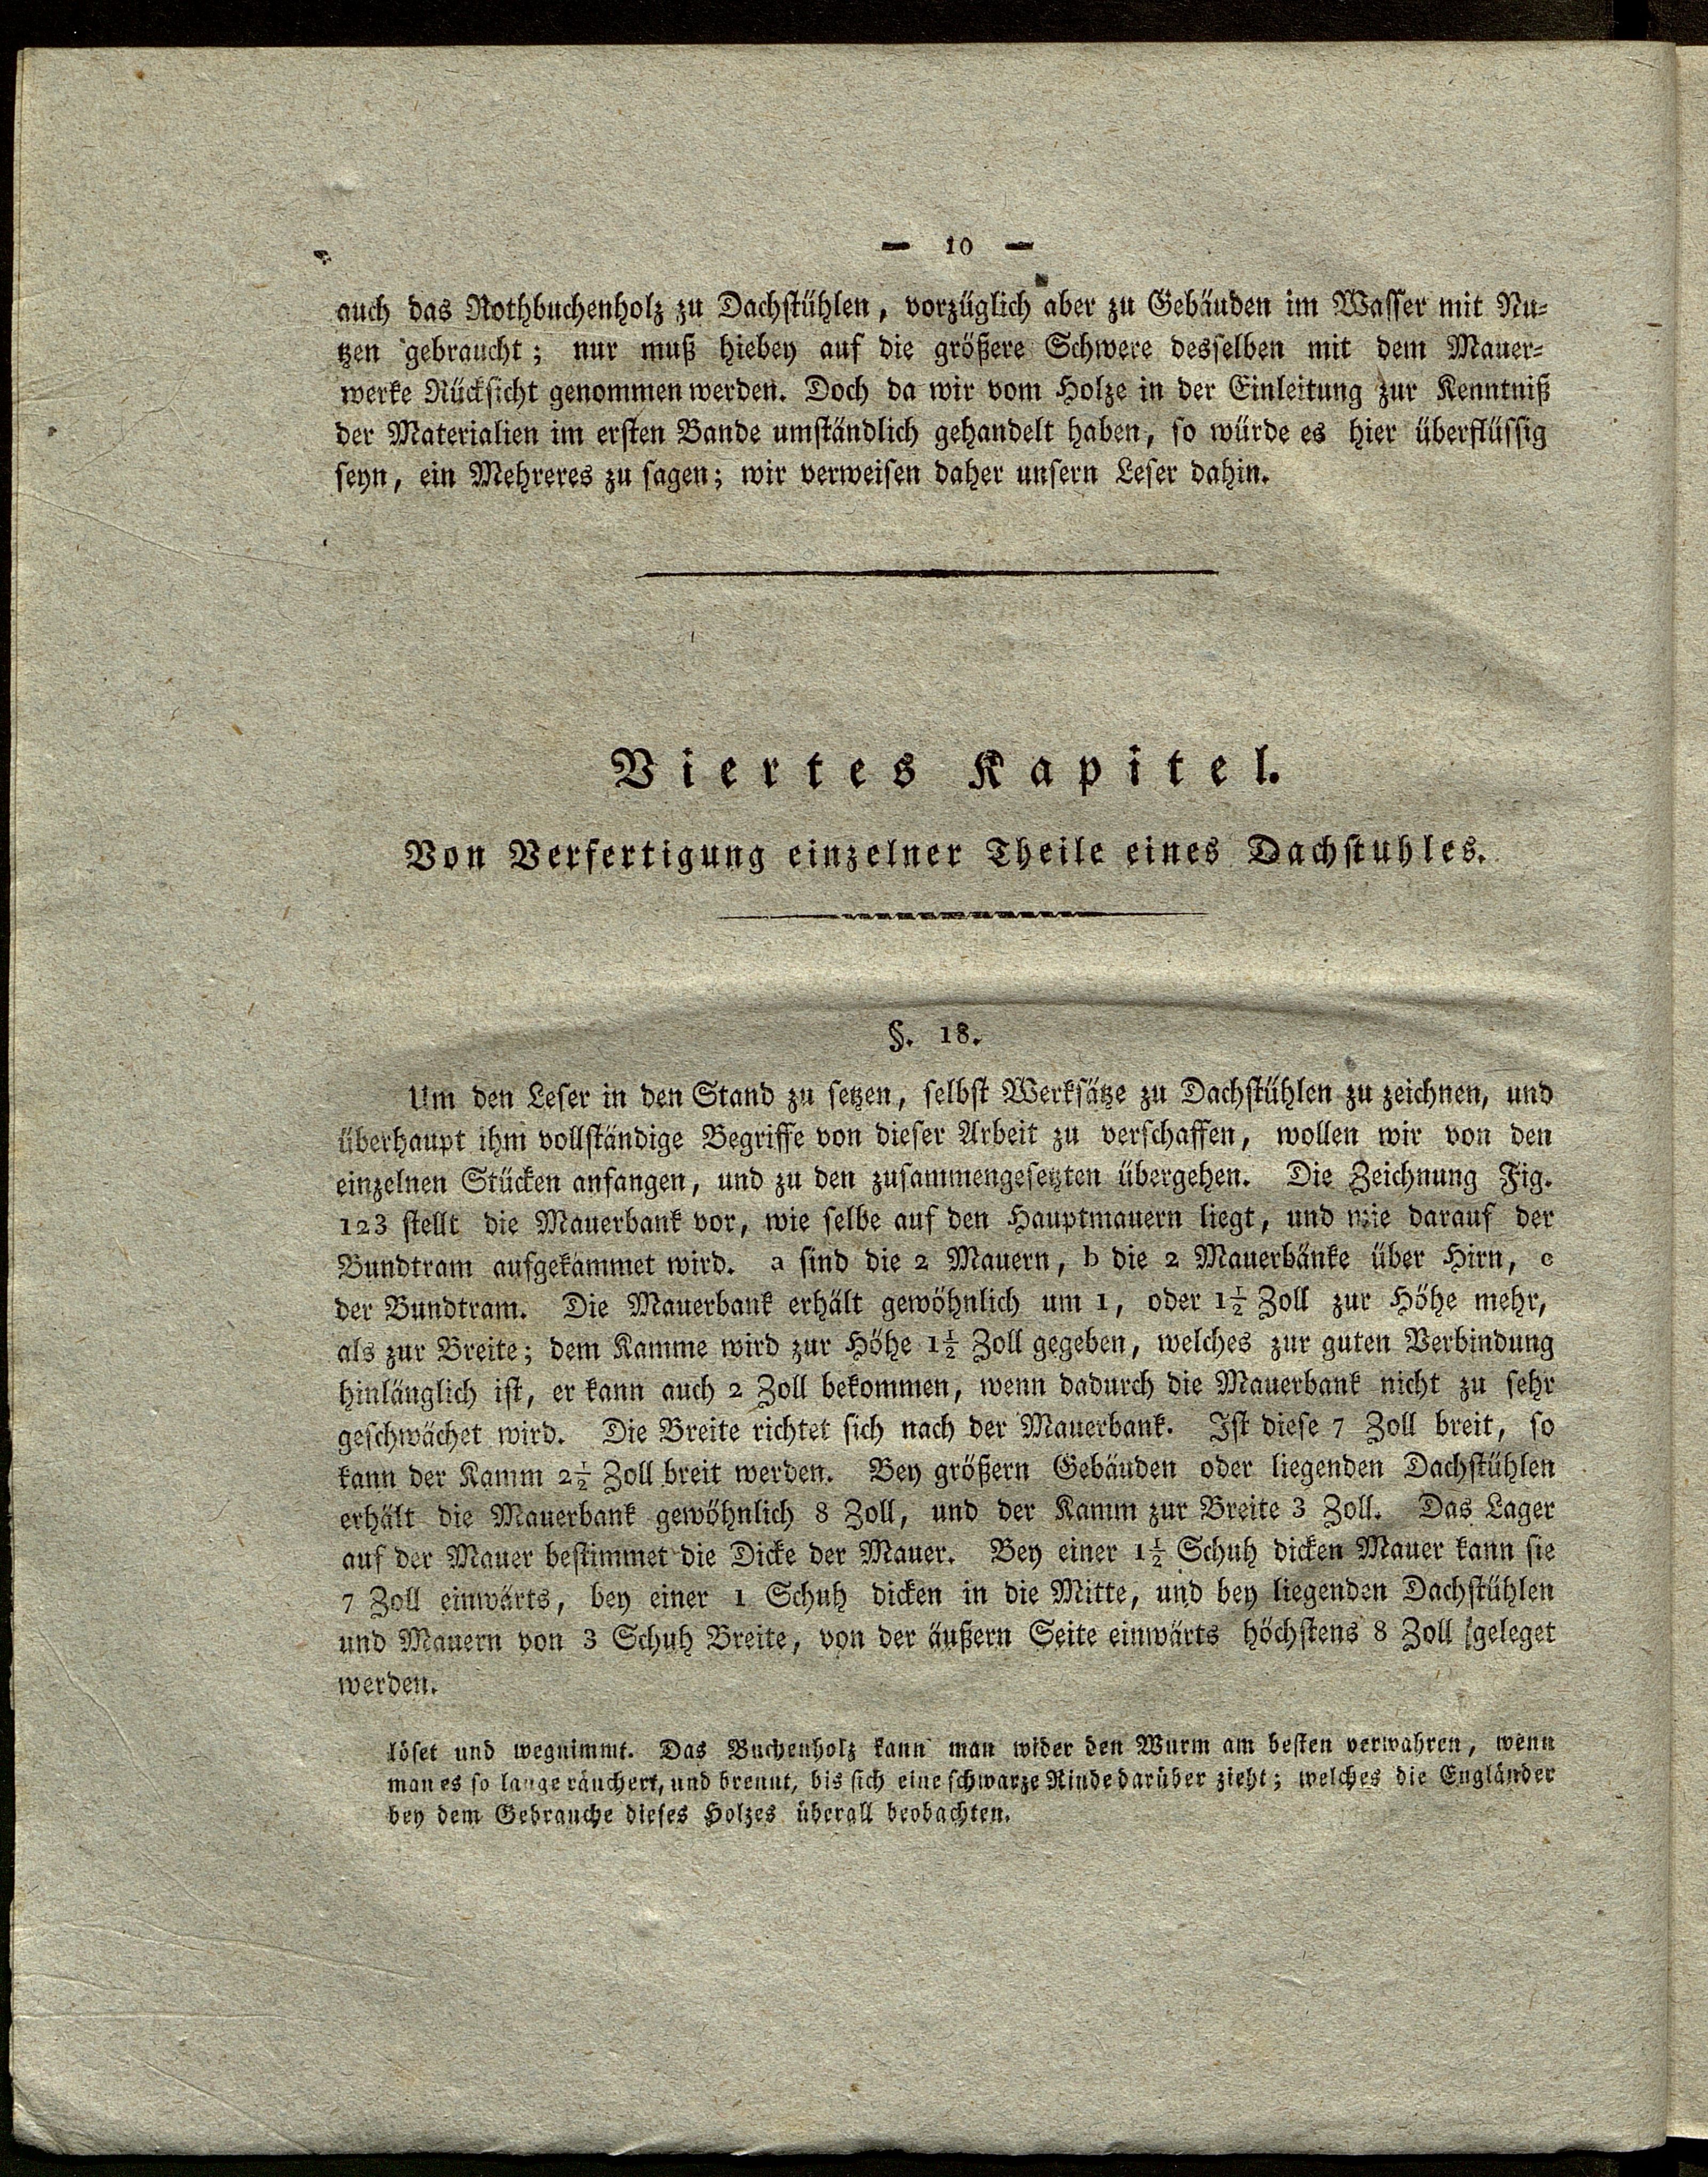 — 10 —
auch das Rothbuchenholz zu Dachstühlen, vorzüglich aber zu Gebäuden im Wasser mit Nu-
tzen gebraucht; nur muß hiebey auf die größere Schwere desselben mit dem Mauer-
werke Rücksicht genommen werden. Doch da wir vom Holze in der Einleitung zur Kenntniß
der Materialien im ersten Bande umständlich gehandelt haben, so würde es hier überflüssig
seyn, ein Mehreres zu sagen; wir verweisen daher unsern Leser dahin.
Viertes Kapitel.
Von Verfertigung einzelner Theile eines Dachstuhles.
§. 18.
Um den Leser in den Stand zu setzen, selbst Werksätze zu Dachstühlen zu zeichnen, und
überhaupt ihm vollständige Begriffe von dieser Arbeit zu verschaffen, wollen wir von den
einzelnen Stücken anfangen, und zu den zusammengesetzten übergehen. Die Zeichnung Fig.
123 stellt die Mauerbank vor, wie selbe auf den Hauptmauern liegt, und wie darauf der
Bundtram aufgekämmet wird. a sind die 2 Mauern, b die 2 Mauerbänke über Hirn, c
der Bundtram. Die Mauerbank erhält gewöhnlich um 1, oder 1½ Zoll zur Höhe mehr,
als zur Breite; dem Kamme wird zur Höhe 1½ Zoll gegeben, welches zur guten Verbindung
hinlänglich ist, er kann auch 2 Zoll bekommen, wenn dadurch die Mauerbank nicht zu sehr
geschwächet wird. Die Breite richtet sich nach der Mauerbank. Ist diese 7 Zoll breit, so
kann der Kamm 2½ Zoll breit werden. Bey größern Gebäuden oder liegenden Dachstühlen
erhält die Mauerbank gewöhnlich 8 Zoll, und der Kamm zur Breite 3 Zoll. Das Lager
auf der Mauer bestimmet die Dicke der Mauer. Bey einer 1½ Schuh dicken Mauer kann sie
7 Zoll einwärts, bey einer 1 Schuh dicken in die Mitte, und bey liegenden Dachstühlen
und Mauern von 3 Schuh Breite, von der äußern Seite einwärts höchstens 8 Zoll geleget
werden.
löset und wegnimmt. Das Buchenholz kann man wider den Wurm am besten verwahren, wenn
man es so lange räuchert, und brennt, bis sich eine schwarze Rinde darüber zieht; welches die Engländer
bey dem Gebrauche dieses Holzes überall beobachten.